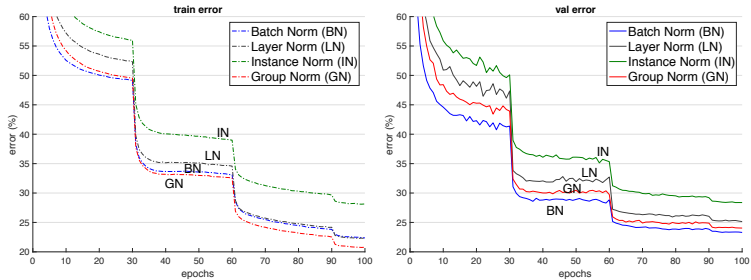 train error
60
55
50
45
40
35
30
25
20
error (%)
0 10 20 30 40 50 60 70 80 90 100
epochs
Batch Norm (BN)
Layer Norm (LN)
Instance Norm (IN)
Group Norm (GN)
IN
LN
BN
GN
val error
60
55
50
45
40
35
30
25
20
error (%)
0 10 20 30 40 50 60 70 80 90 100
epochs
Batch Norm (BN)
Layer Norm (LN)
Instance Norm (IN)
Group Norm (GN)
IN
LN
GN
BN